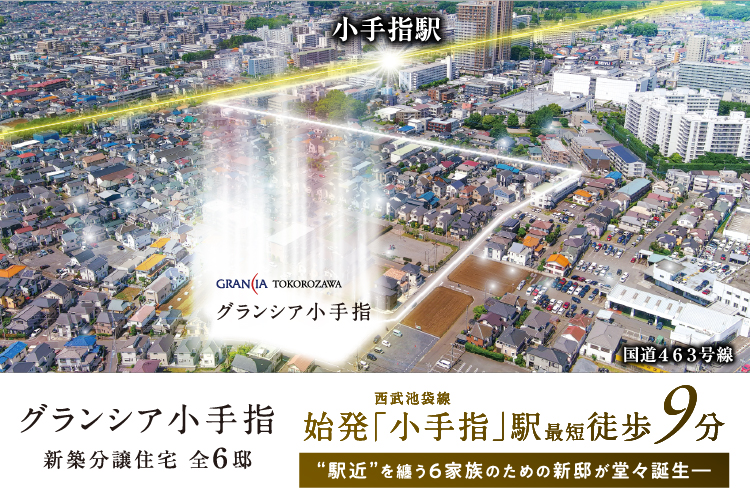 小手指駅
GRANCIA TOKOROZAWA
グランシア小手指
国道463号線
グランシア小手指
新築分譲住宅 全6邸
西武池袋線
始発「小手指」駅最短徒歩9分
“駅近”を纏う6家族のための新邸が堂々誕生―